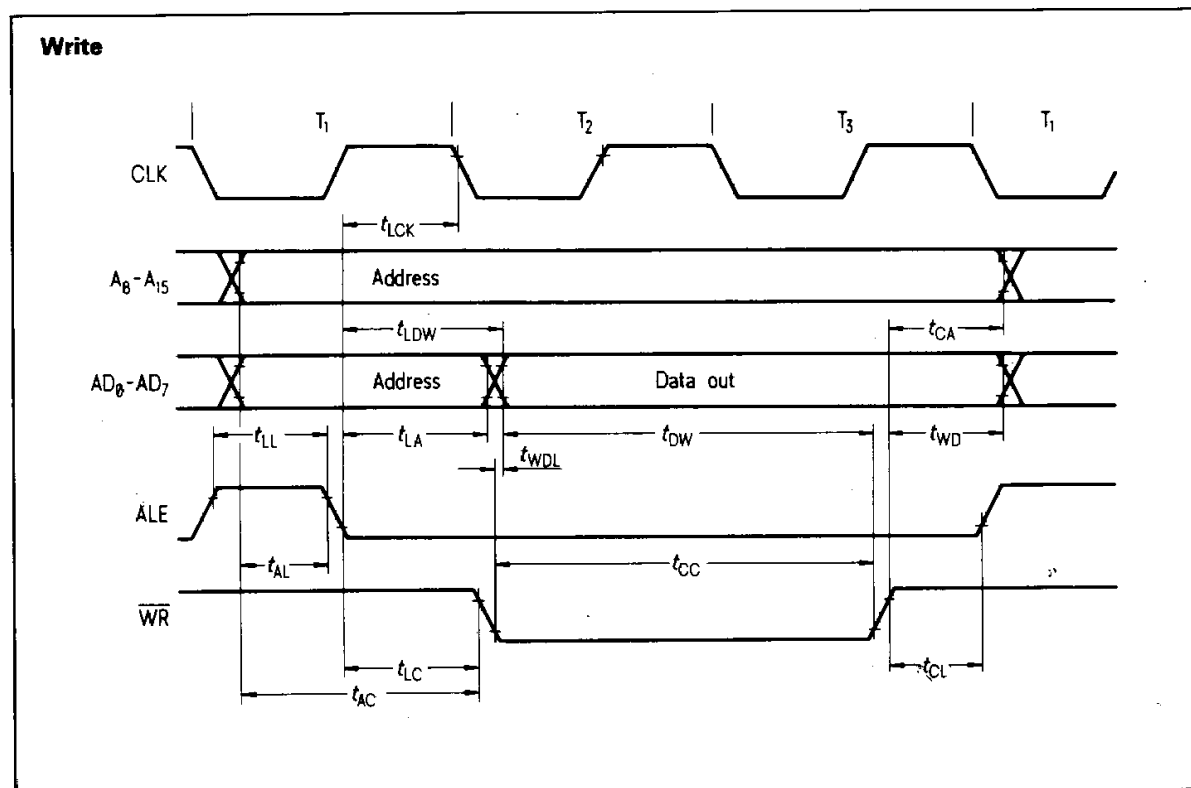 Write
T1 T2 T3 T1
CLK
tLCK
A8-A15 Address
tLDW tCA
AD0-AD7 Address Data out
tLL tLA tDW tWD
tWDL
ALE
tAL tCC
WR
tLC tCL
tAC